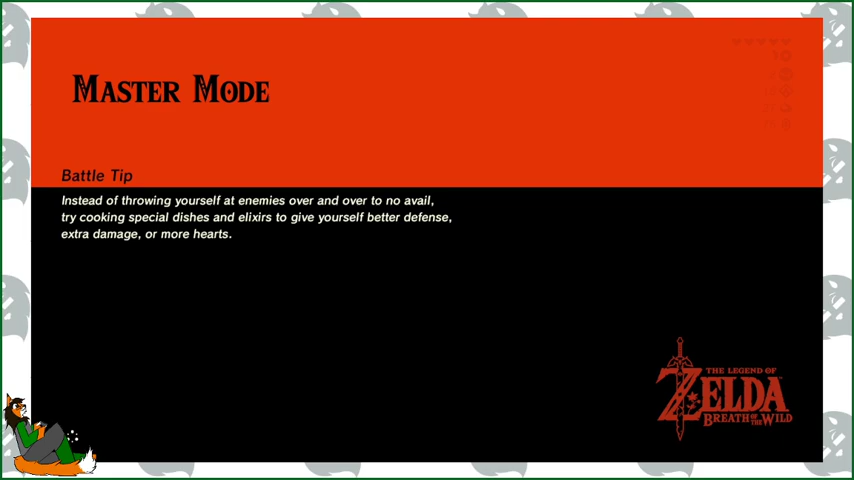 Master Mode
Battle Tip
Instead of throwing yourself at enemies over and over to no avail,
try cooking special dishes and elixirs to give yourself better defense,
extra damage, or more hearts.
THE LEGEND OF
ZELDA
BREATH OF THE WILD